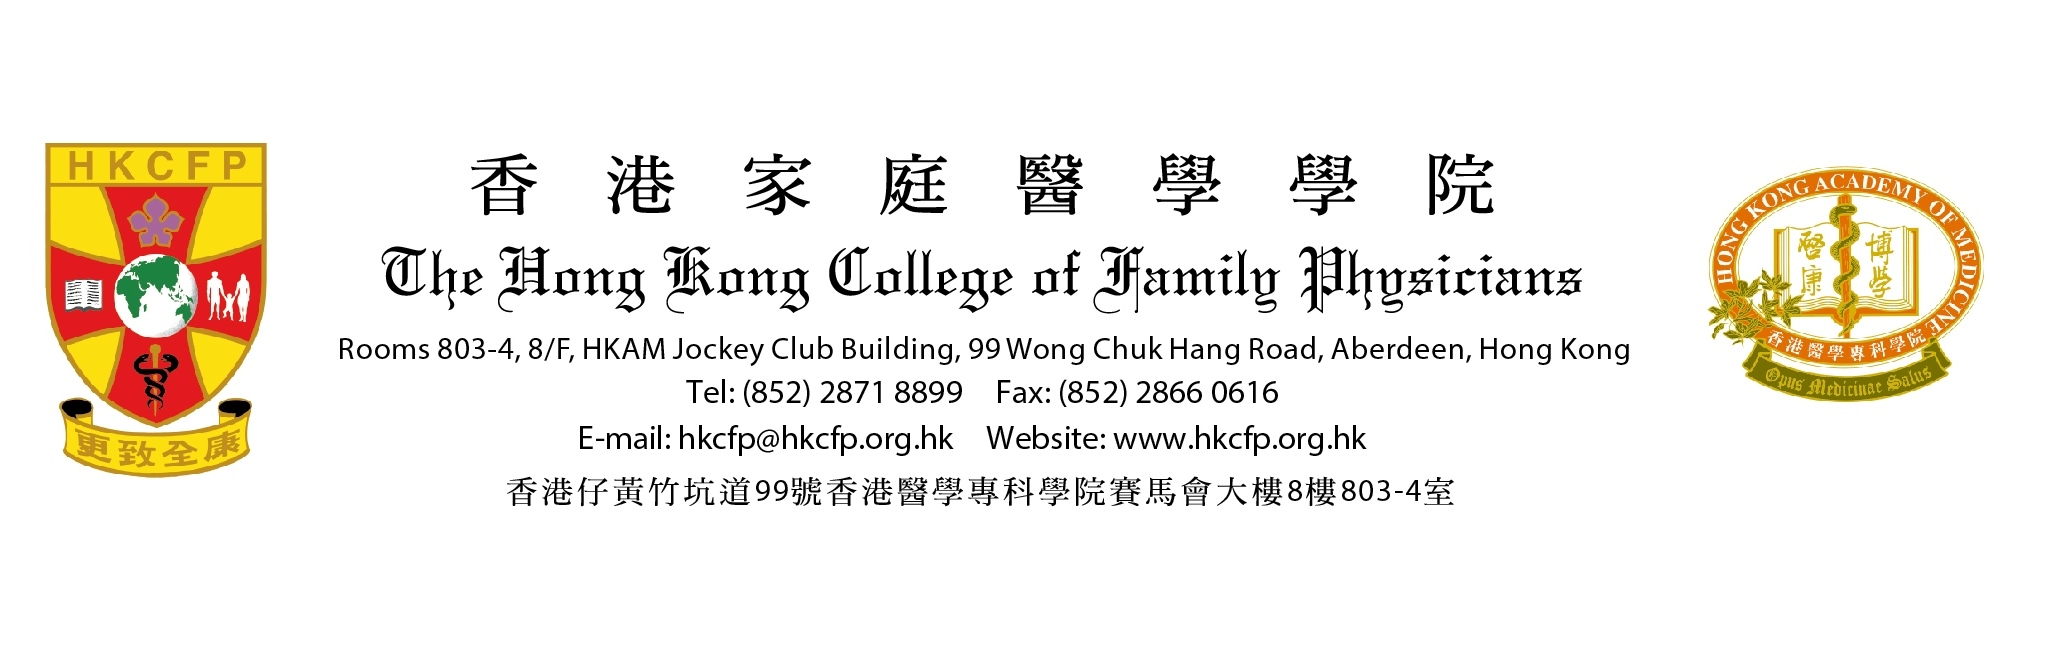 HKCFP
更致全康
香港家庭醫學學院
The Hong Kong College of Family Physicians
Rooms 803-4, 8/F, HKAM Jockey Club Building, 99 Wong Chuk Hang Road, Aberdeen, Hong Kong
Tel: (852) 2871 8899 Fax: (852) 2866 0616
E-mail: hkcfp@hkcfp.org.hk Website: www.hkcfp.org.hk
香港仔黃竹坑道99號香港醫學專科學院賽馬會大樓8樓803-4室
HONG KONG ACADEMY OF MEDICINE
博學
啓康
香港醫學專科學院
Opus Medicinae Salus